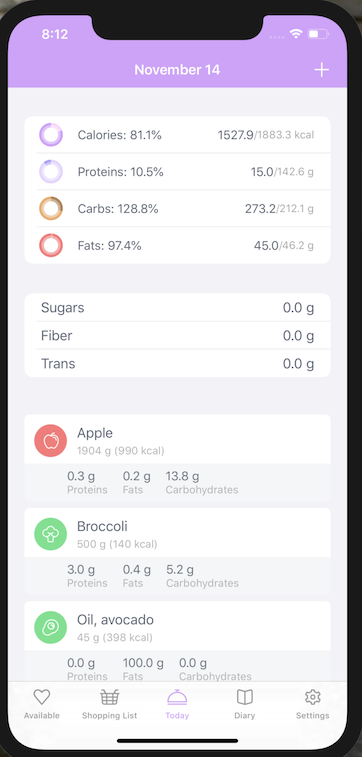 8:12
November 14
Calories: 81.1% 1527.9/1883.3 kcal
Proteins: 10.5% 15.0/142.6 g
Carbs: 128.8% 273.2/212.1 g
Fats: 97.4% 45.0/46.2 g
Sugars 0.0 g
Fiber 0.0 g
Trans 0.0 g
Apple
1904 g (990 kcal)
0.3 g 0.2 g 13.8 g
Proteins Fats Carbohydrates
Broccoli
500 g (140 kcal)
3.0 g 0.4 g 5.2 g
Proteins Fats Carbohydrates
Oil, avocado
45 g (398 kcal)
0.0 g 100.0 g 0.0 g
Proteins Fats Carbohydrates
Available Shopping List Today Diary Settings